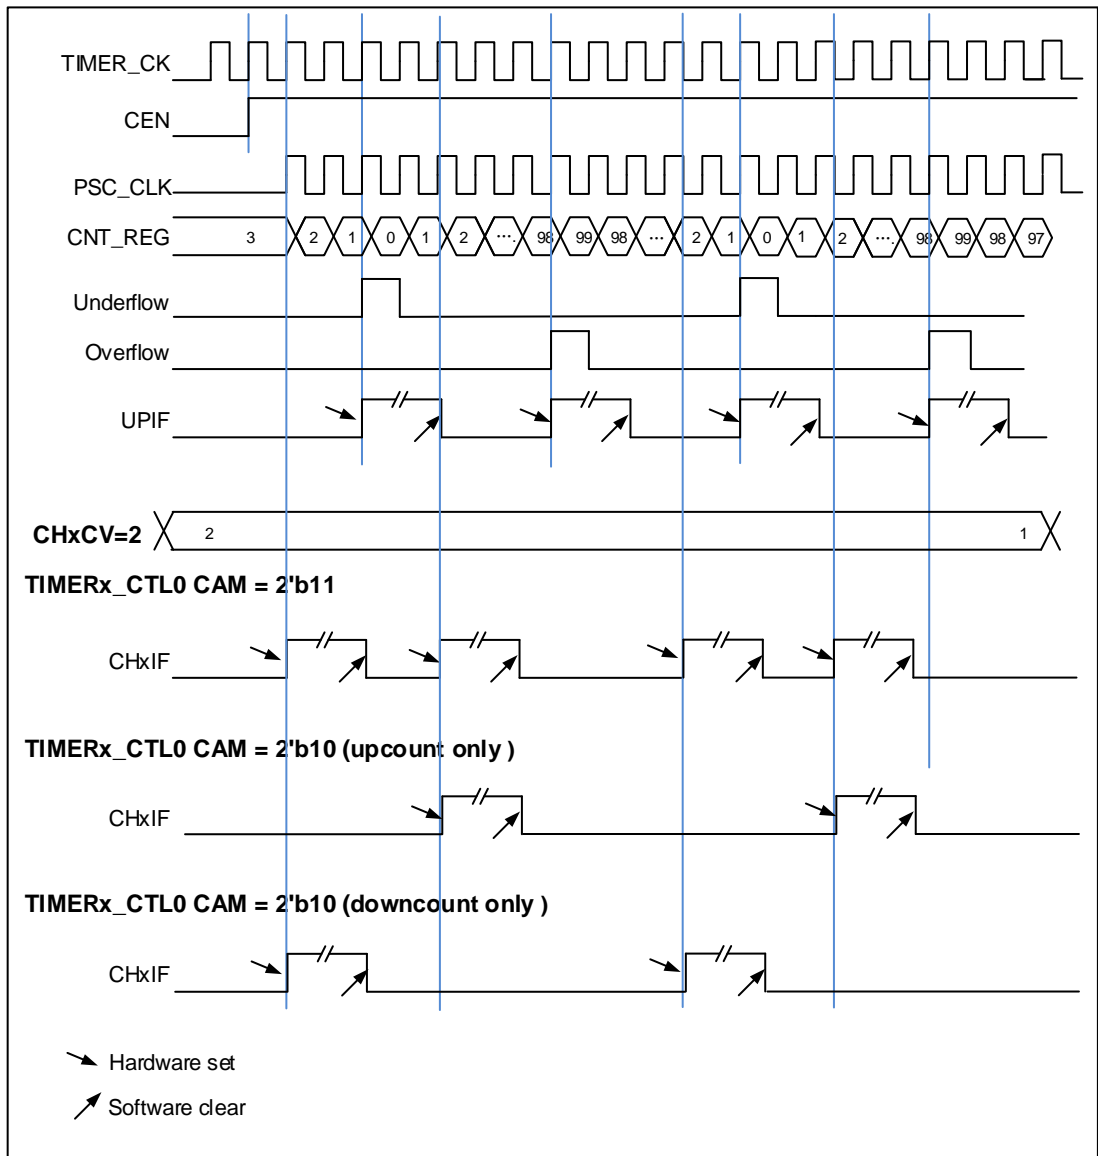 TIMER_CK
CEN
PSC_CLK
CNT_REG 3 2 1 0 1 2 .... 98 99 98 ... 2 1 0 1 2 .... 98 99 98 97
Underflow
Overflow
UPIF
CHxCV=2 2 1
TIMERx_CTL0 CAM = 2'b11
CHxIF
TIMERx_CTL0 CAM = 2'b10 (upcount only )
CHxIF
TIMERx_CTL0 CAM = 2'b10 (downcount only )
CHxIF
Hardware set
Software clear